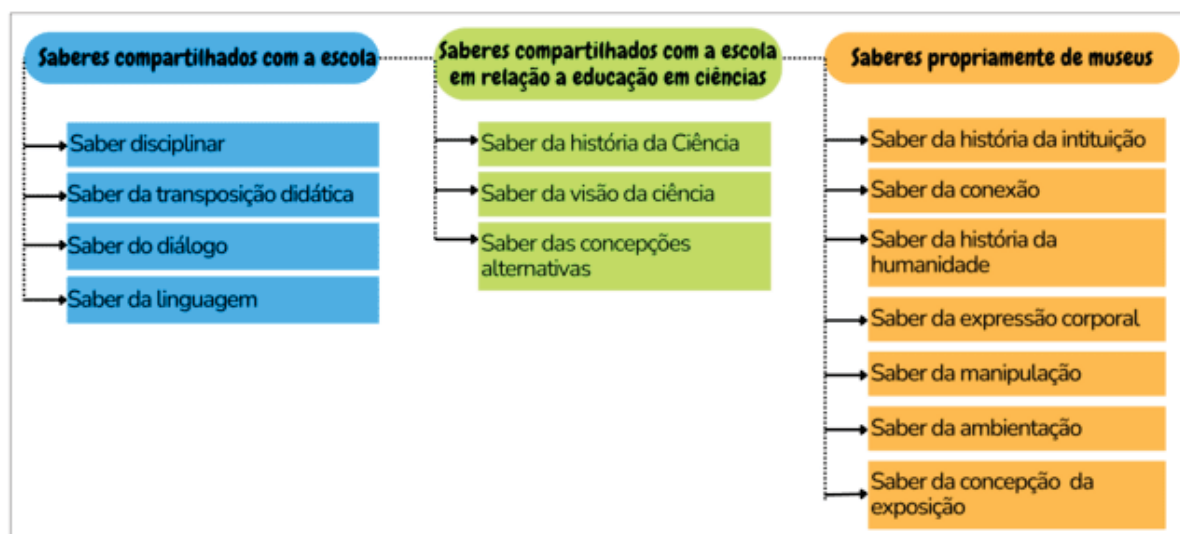 Saberes compartilhados com a escola
Saber disciplinar
Saber da transposição didática
Saber do diálogo
Saber da linguagem
Saberes compartilhados com a escola
em relação a educação em ciências
Saber da história da Ciência
Saber da visão da ciência
Saber das concepções
alternativas
Saberes propriamente de museus
Saber da história da intituição
Saber da conexão
Saber da história da
humanidade
Saber da expressão corporal
Saber da manipulação
Saber da ambientação
Saber da concepção da
exposição